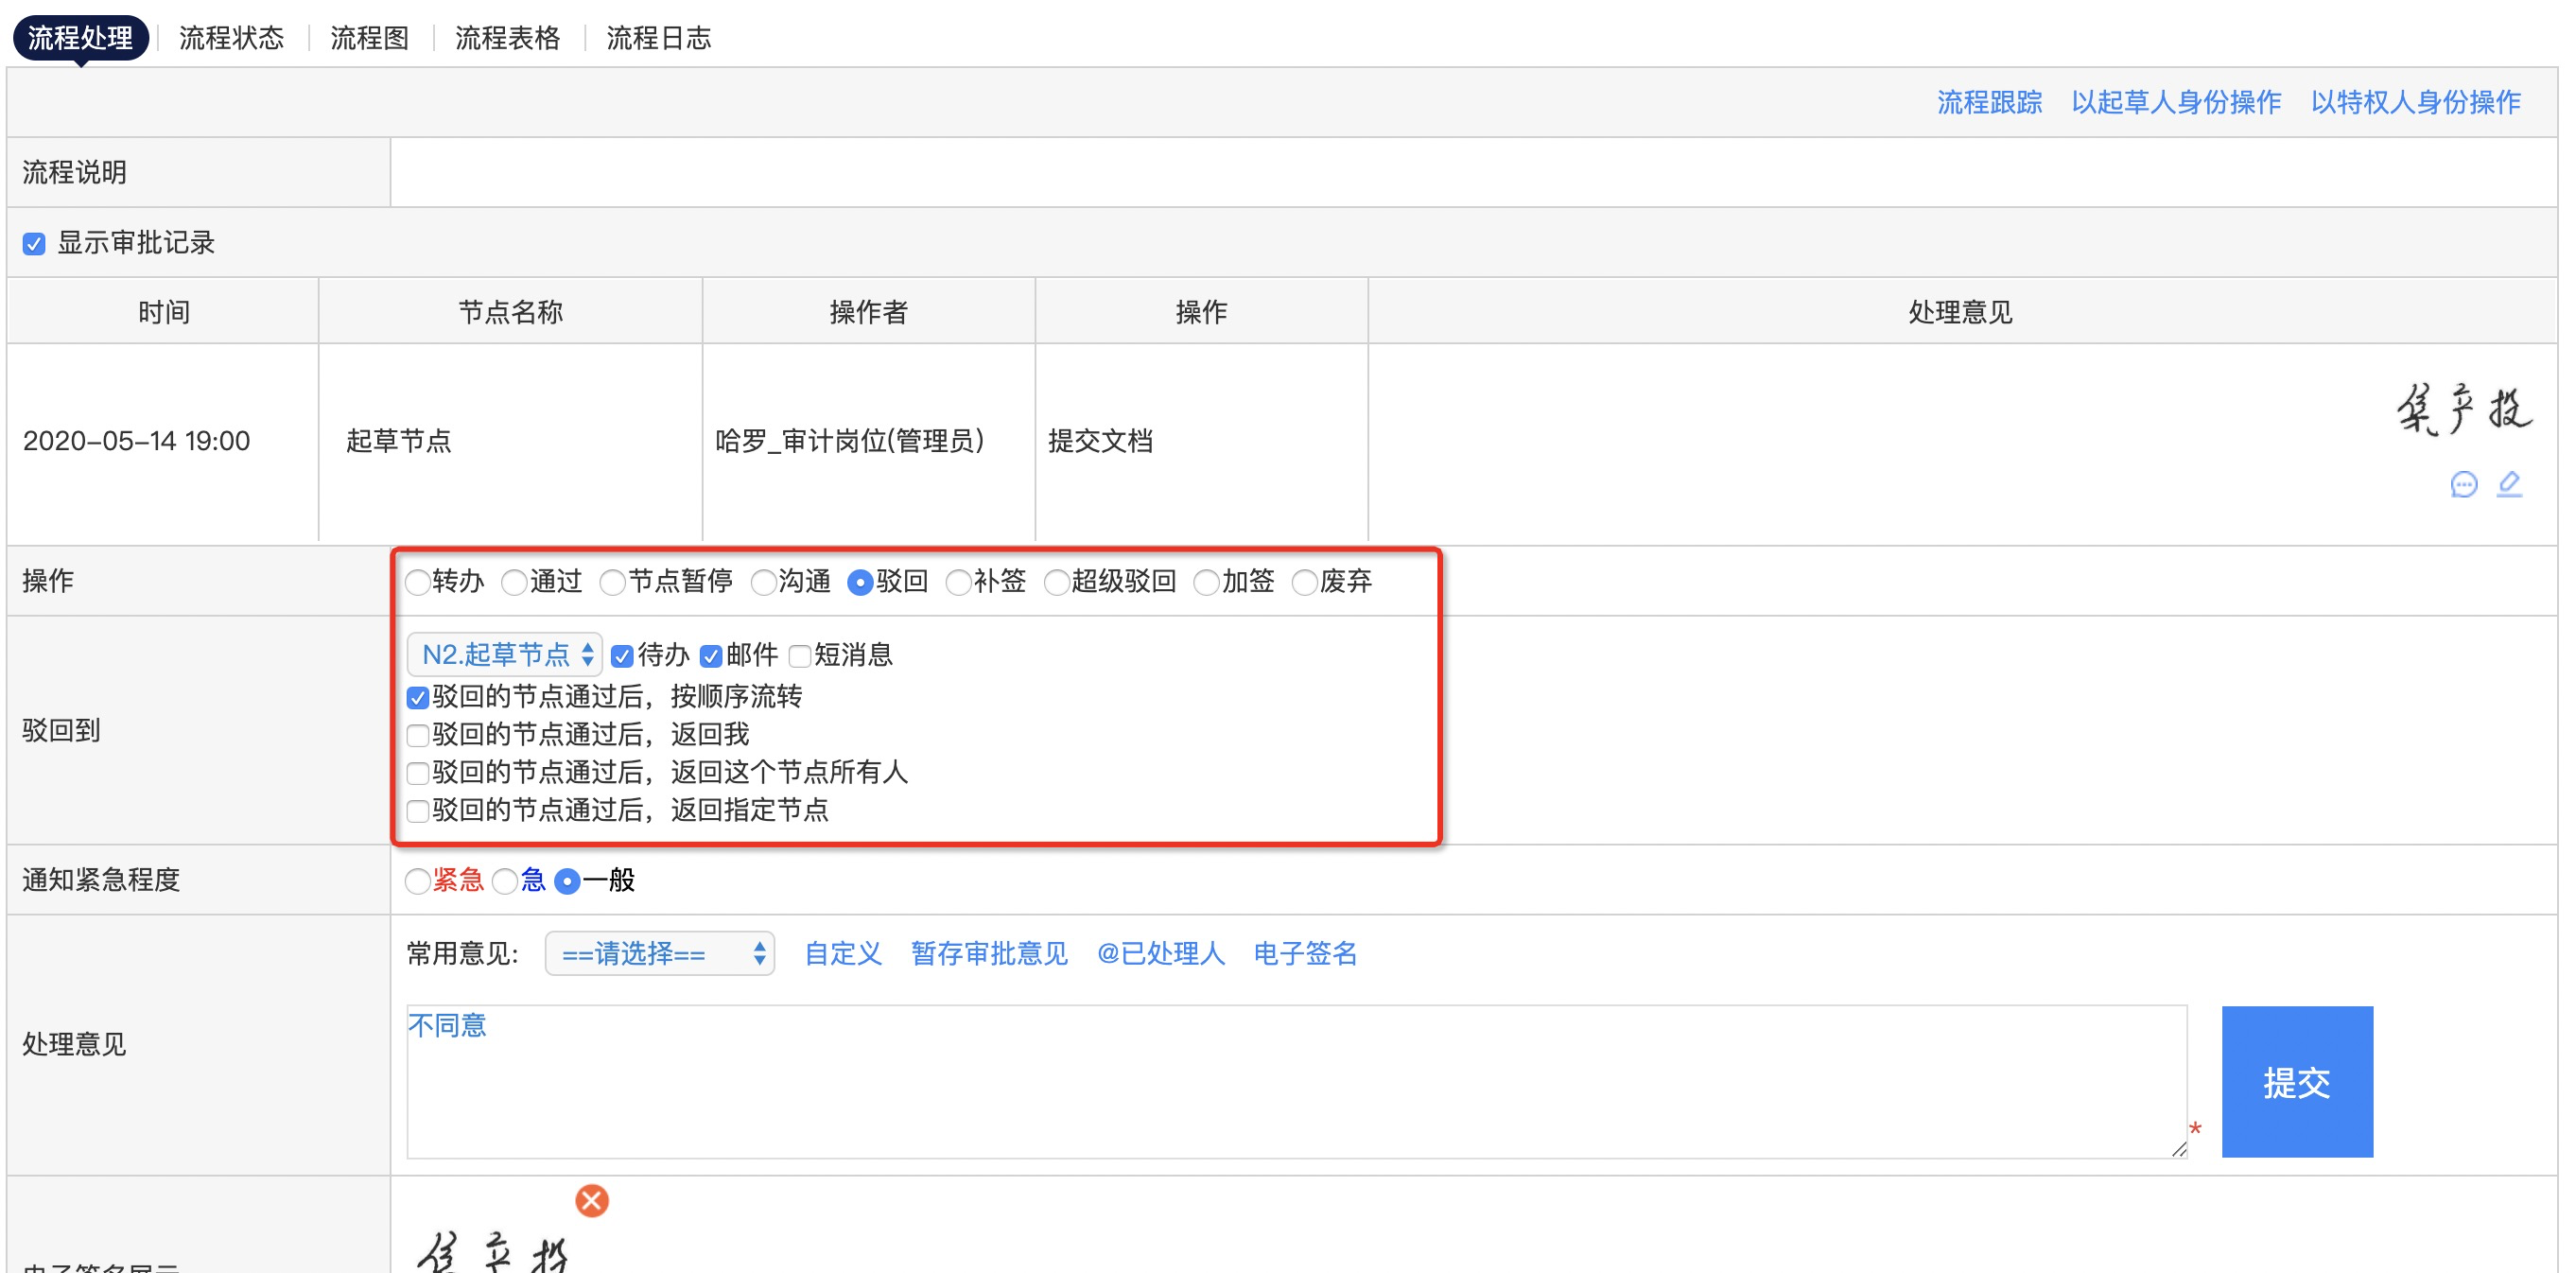 流程处理 流程状态 流程图 流程表格 流程日志
流程跟踪 以起草人身份操作 以特权人身份操作
流程说明
显示审批记录
时间 节点名称 操作者 操作 处理意见
2020-05-14 19:00 起草节点 哈罗_审计岗位(管理员) 提交文档
操作 转办 通过 节点暂停 沟通 驳回 补签 超级驳回 加签 废弃
驳回到
N2.起草节点 待办 邮件 短消息
驳回的节点通过后，按顺序流转
驳回的节点通过后，返回我
驳回的节点通过后，返回这个节点所有人
驳回的节点通过后，返回指定节点
通知紧急程度 紧急 急 一般
处理意见
常用意见: ==请选择== 自定义 暂存审批意见 @已处理人 电子签名
不同意
*
提交